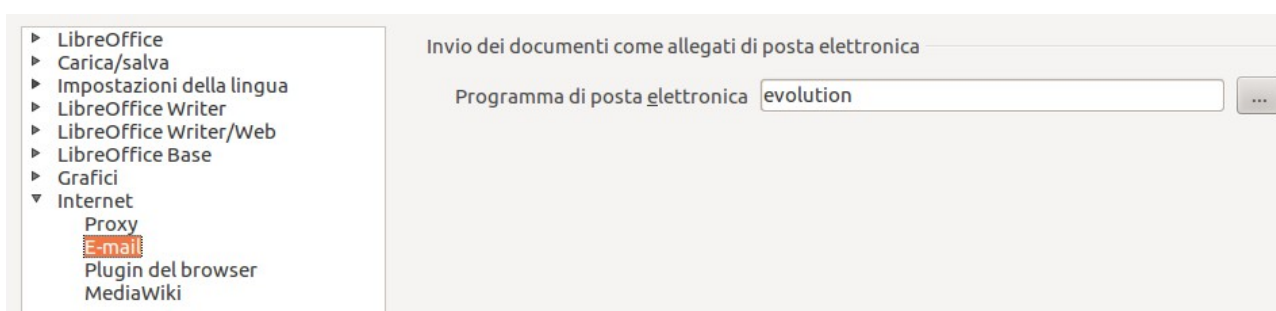 LibreOffice
Carica/salva
Impostazioni della lingua
LibreOffice Writer
LibreOffice Writer/Web
LibreOffice Base
Grafici
Internet
Proxy
E-mail
Plugin del browser
MediaWiki
Invio dei documenti come allegati di posta elettronica
Programma di posta elettronica evolution ...